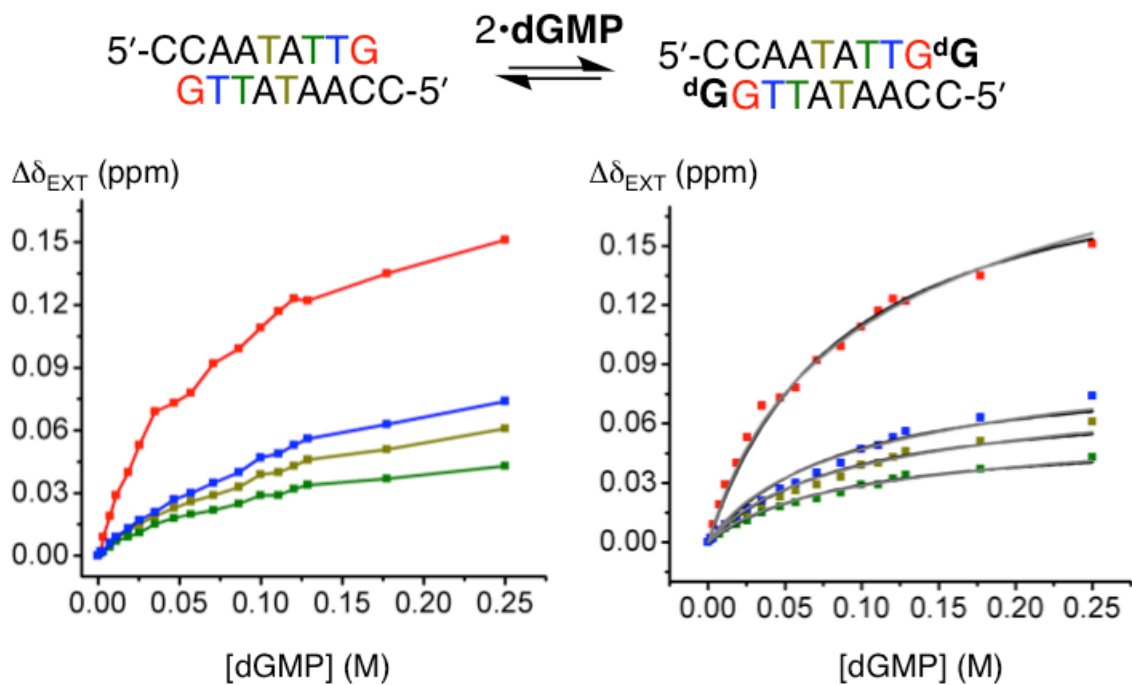 2·dGMP
5′-CCAATATTG
GTTATAACC-5′
5′-CCAATATTGᵈG
ᵈGGTTATAACC-5′
ΔδEXT (ppm)
0.15
0.12
0.09
0.06
0.03
0.00
0.00 0.05 0.10 0.15 0.20 0.25
[dGMP] (M)
ΔδEXT (ppm)
0.15
0.12
0.09
0.06
0.03
0.00
0.00 0.05 0.10 0.15 0.20 0.25
[dGMP] (M)